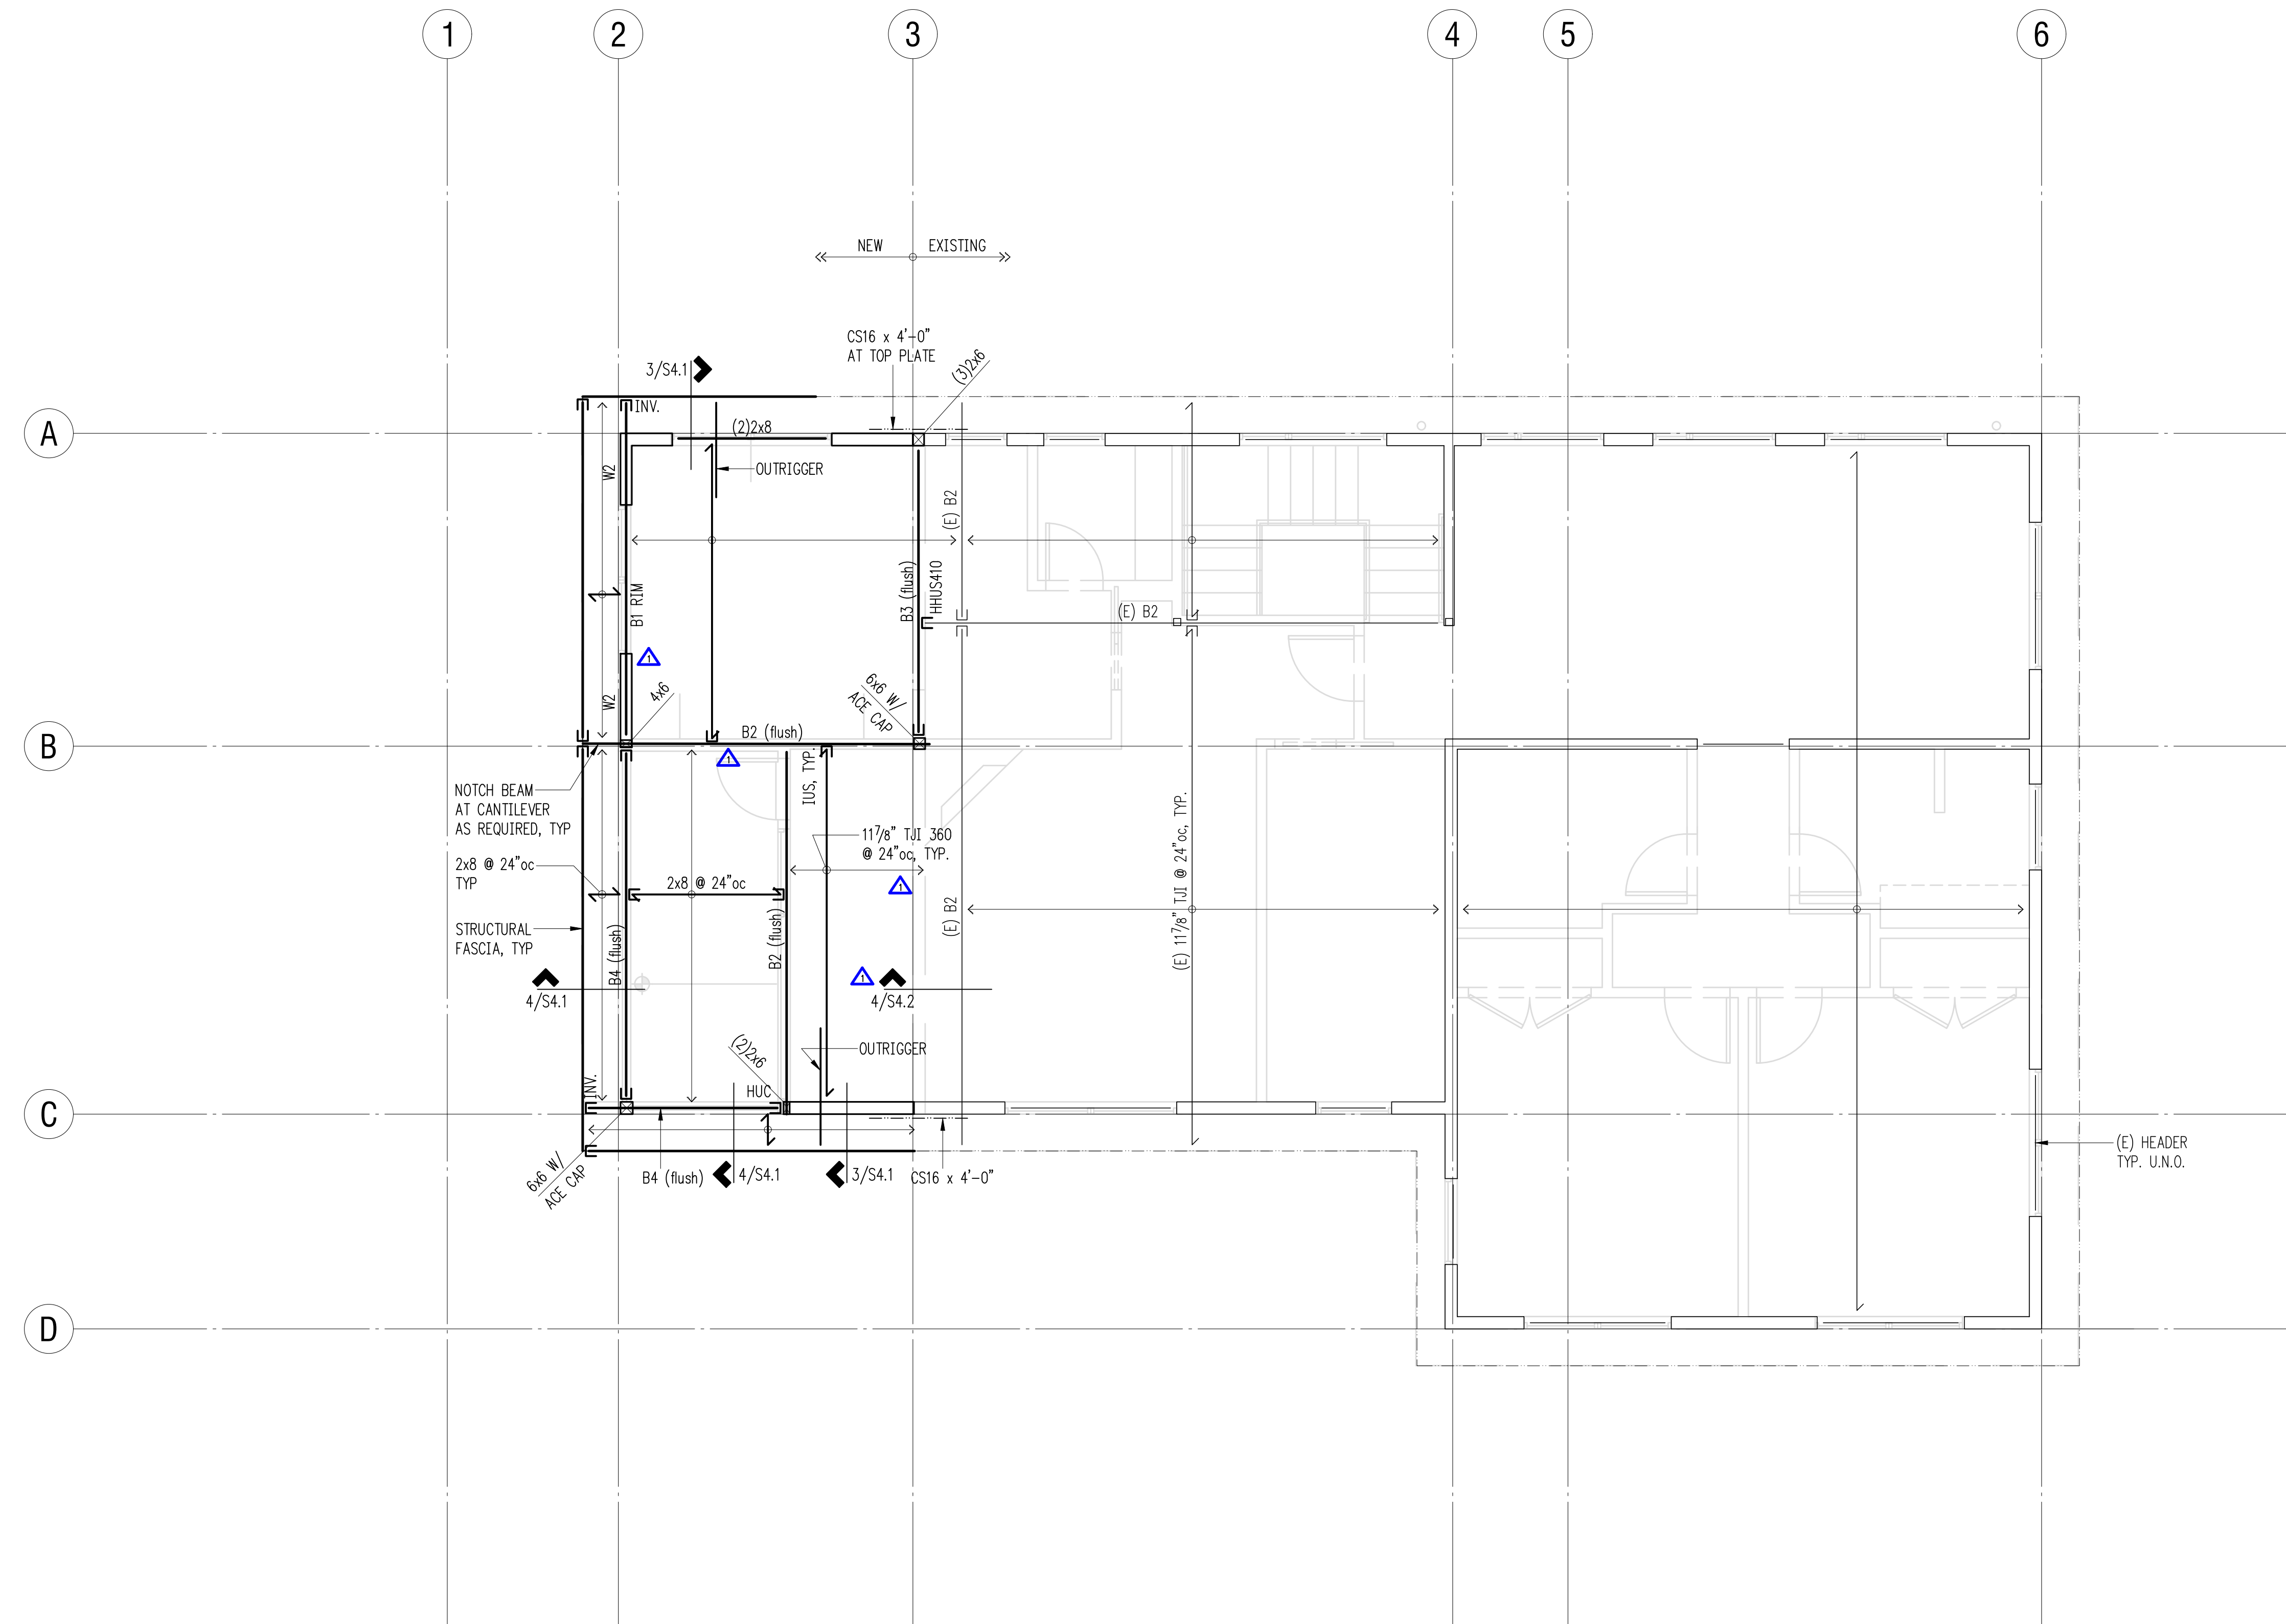 1
2
3
4
5
6
NEW
EXISTING
CS16 x 4'-0"
AT TOP PLATE
(3)2x6
3/S4.1
INV.
A
(2)2x8
OUTRIGGER
W2
(E) B2
B1 RIM
B3 (flush)
HHUS410
(E) B2
1
W2
4x6
6x6 W/
ACE CAP
B
B2 (flush)
1
IUS, TYP.
NOTCH BEAM
AT CANTILEVER
AS REQUIRED, TYP
11 7/8" TJI 360
@ 24"oc, TYP.
2x8 @ 24"oc
TYP
2x8 @ 24"oc
1
(E) 11 7/8" TJI @ 24"oc, TYP.
STRUCTURAL
FASCIA, TYP
B4 (flush)
B2 (flush)
(E) B2
4/S4.1
1
4/S4.2
(2)2x6
OUTRIGGER
INV.
HUC
C
6x6 W/
ACE CAP
B4 (flush)
4/S4.1
3/S4.1
CS16 x 4'-0"
(E) HEADER
TYP. U.N.O.
D